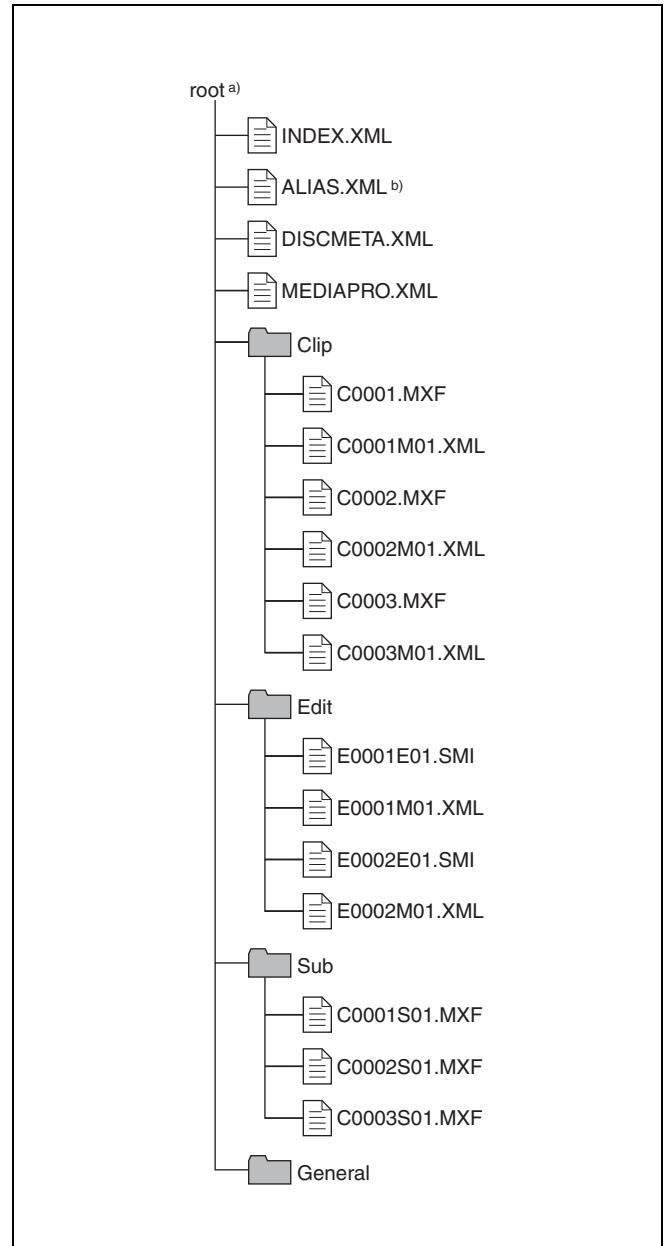 root a)
INDEX.XML
ALIAS.XML b)
DISCMETA.XML
MEDIAPRO.XML
Clip
C0001.MXF
C0001M01.XML
C0002.MXF
C0002M01.XML
C0003.MXF
C0003M01.XML
Edit
E0001E01.SMI
E0001M01.XML
E0002E01.SMI
E0002M01.XML
Sub
C0001S01.MXF
C0002S01.MXF
C0003S01.MXF
General